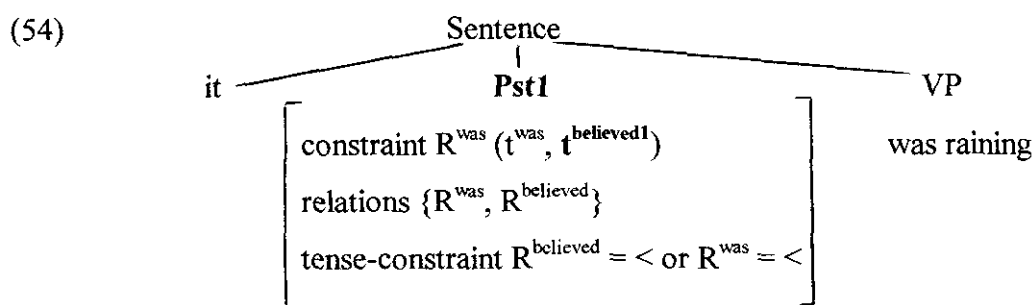 (54) Sentence
it Pst1 VP
constraint R^was (t^was, t^believed1) was raining
relations {R^was, R^believed}
tense-constraint R^believed = < or R^was = <